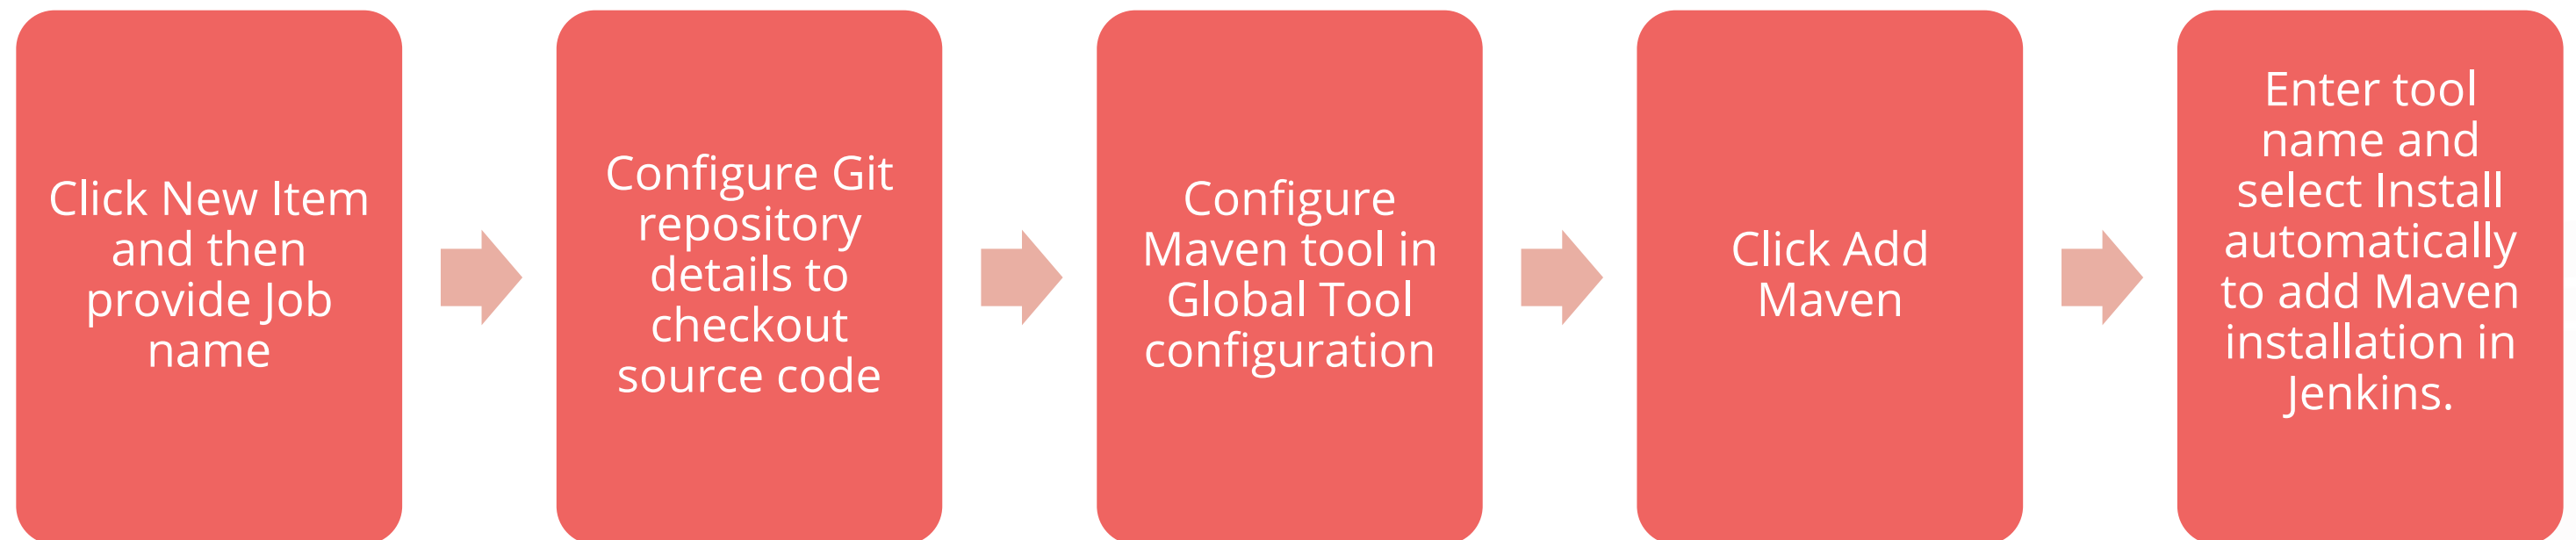 Click New Item
and then
provide Job
name
Configure Git
repository
details to
checkout
source code
Configure
Maven tool in
Global Tool
configuration
Click Add
Maven
Enter tool
name and
select Install
automatically
to add Maven
installation in
Jenkins.